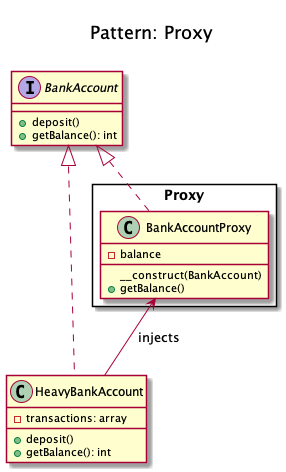 Pattern: Proxy
I BankAccount
deposit()
getBalance(): int
Proxy
C BankAccountProxy
balance
__construct(BankAccount)
getBalance()
injects
C HeavyBankAccount
transactions: array
deposit()
getBalance(): int